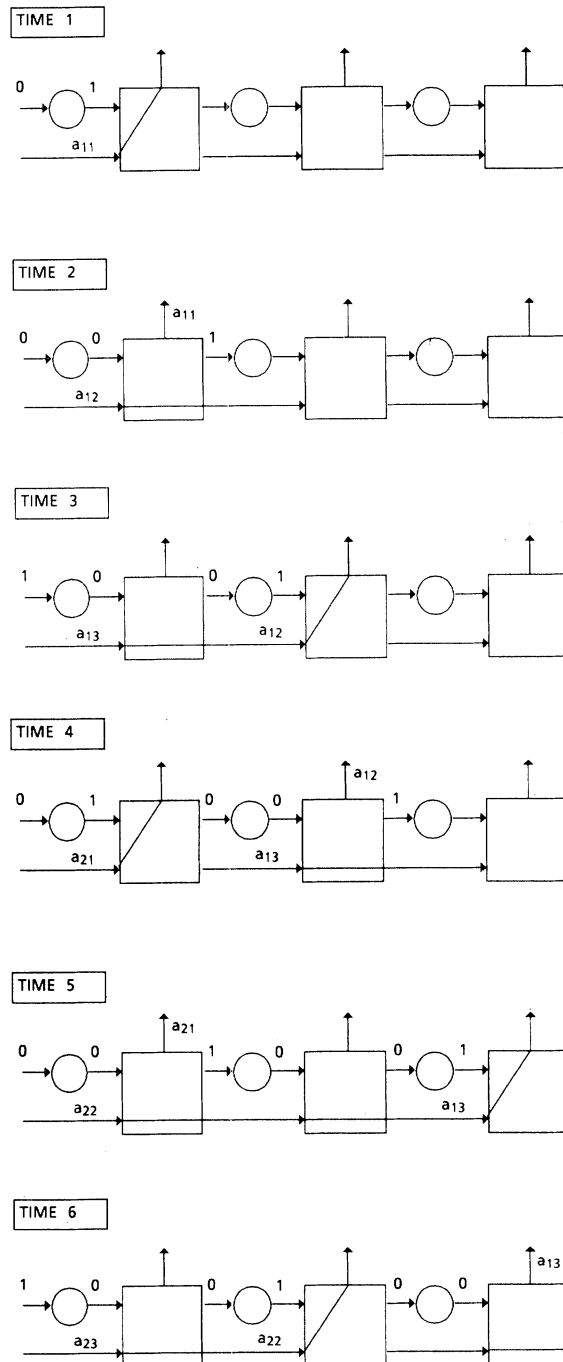 TIME 1
0 1
a11
TIME 2
a11
0 0 1
a12
TIME 3
1 0 0 1
a13 a12
TIME 4
a12
0 1 0 0 1
a21 a13
TIME 5
a21
0 0 1 0 0 1
a22 a13
TIME 6
a13
1 0 0 1 0 0
a23 a22